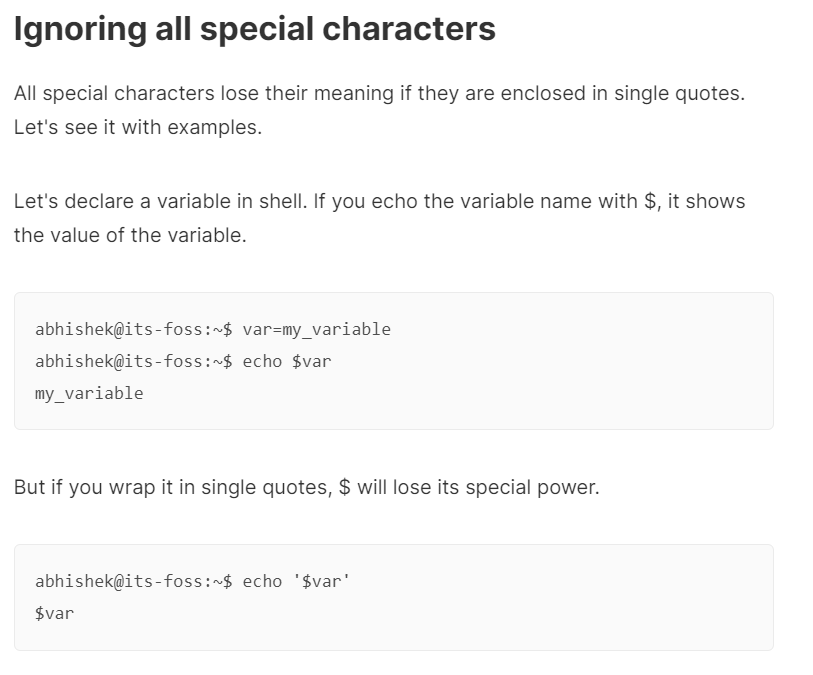 Ignoring all special characters
All special characters lose their meaning if they are enclosed in single quotes.
Let's see it with examples.
Let's declare a variable in shell. If you echo the variable name with $, it shows
the value of the variable.
abhishek@its-foss:~$ var=my_variable
abhishek@its-foss:~$ echo $var
my_variable
But if you wrap it in single quotes, $ will lose its special power.
abhishek@its-foss:~$ echo '$var'
$var